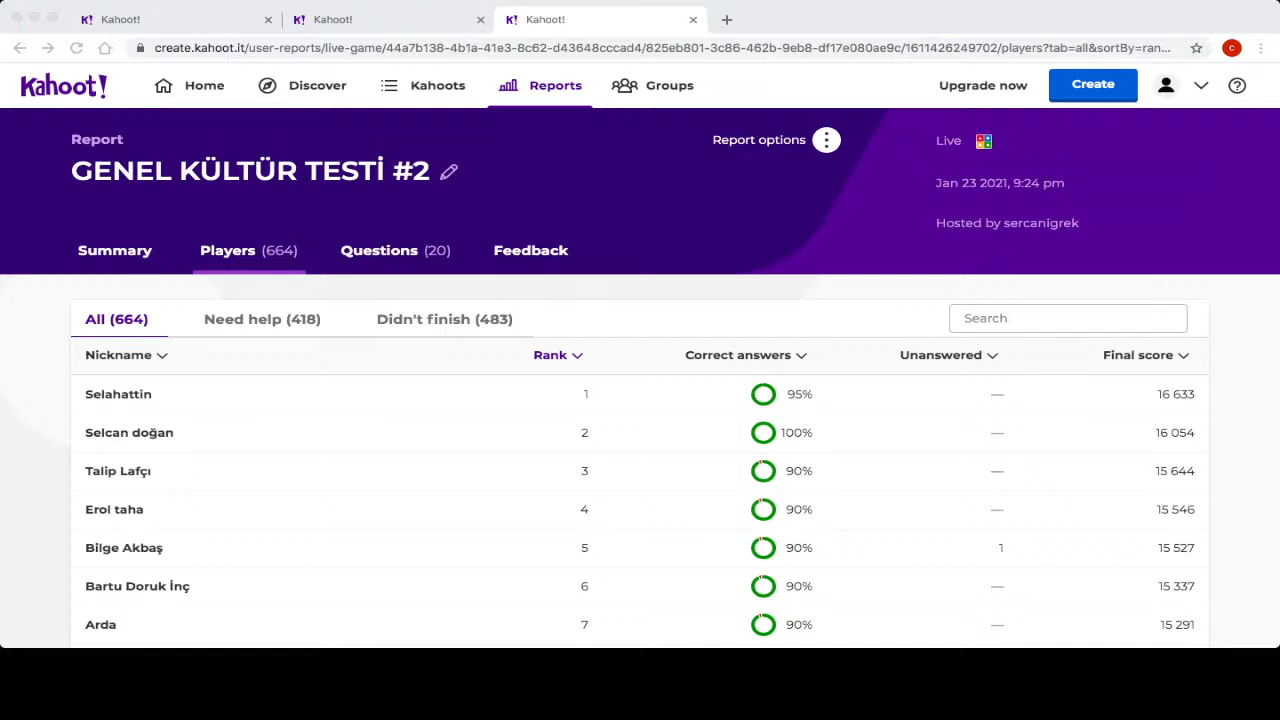 K! Kahoot!
K! Kahoot!
K! Kahoot!
create.kahoot.it/user-reports/live-game/44a7b138-4b1a-41e3-8c62-d43648cccad4/825eb801-3c86-462b-9eb8-df17e080ae9c/1611426249702/players?tab=all&sortBy=ran...
C
Kahoot! Home Discover Kahoots Reports Groups Upgrade now Create
Report
Report options
Live
GENEL KÜLTÜR TESTİ #2
Jan 23 2021, 9:24 pm
Hosted by sercanigrek
Summary Players (664) Questions (20) Feedback
All (664) Need help (418) Didn't finish (483) Search
Nickname Rank Correct answers Unanswered Final score
Selahattin 1 95% — 16 633
Selcan doğan 2 100% — 16 054
Talip Lafçı 3 90% — 15 644
Erol taha 4 90% — 15 546
Bilge Akbaş 5 90% 1 15 527
Bartu Doruk İnç 6 90% — 15 337
Arda 7 90% — 15 291